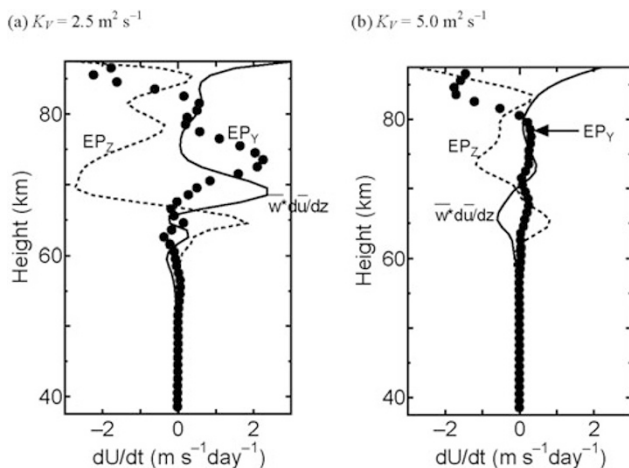 (a) K_V = 2.5 m² s⁻¹
(b) K_V = 5.0 m² s⁻¹
80
60
40
Height (km)
EP_Z
EP_Y
w̅*du̅/dz
−2 0 2
dU/dt (m s⁻¹day⁻¹)
80
60
40
Height (km)
EP_Z
EP_Y
w̅*du̅/dz
−2 0 2
dU/dt (m s⁻¹day⁻¹)